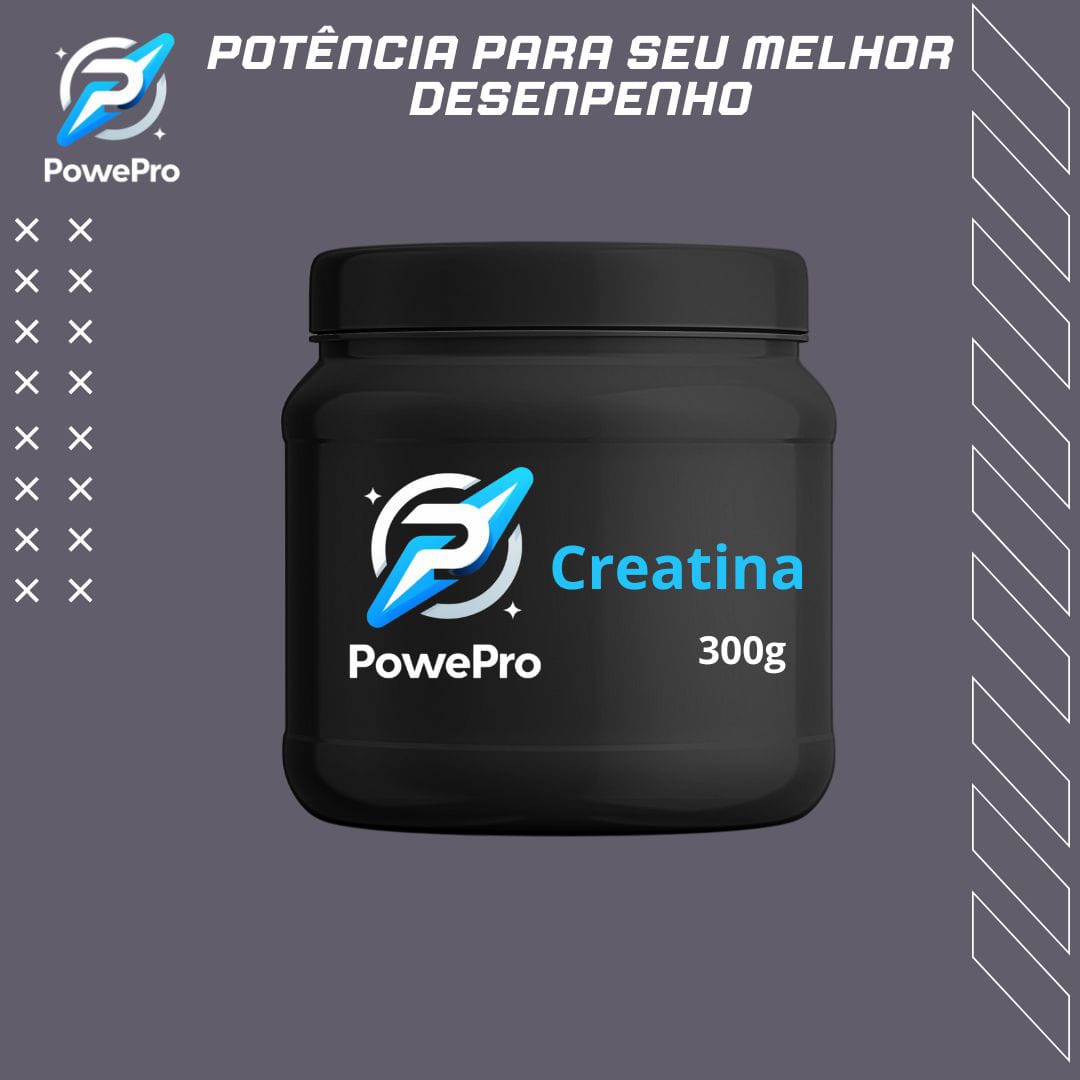 POTÊNCIA PARA SEU MELHOR
DESENPENHO
PowePro
Creatina
300g
PowePro